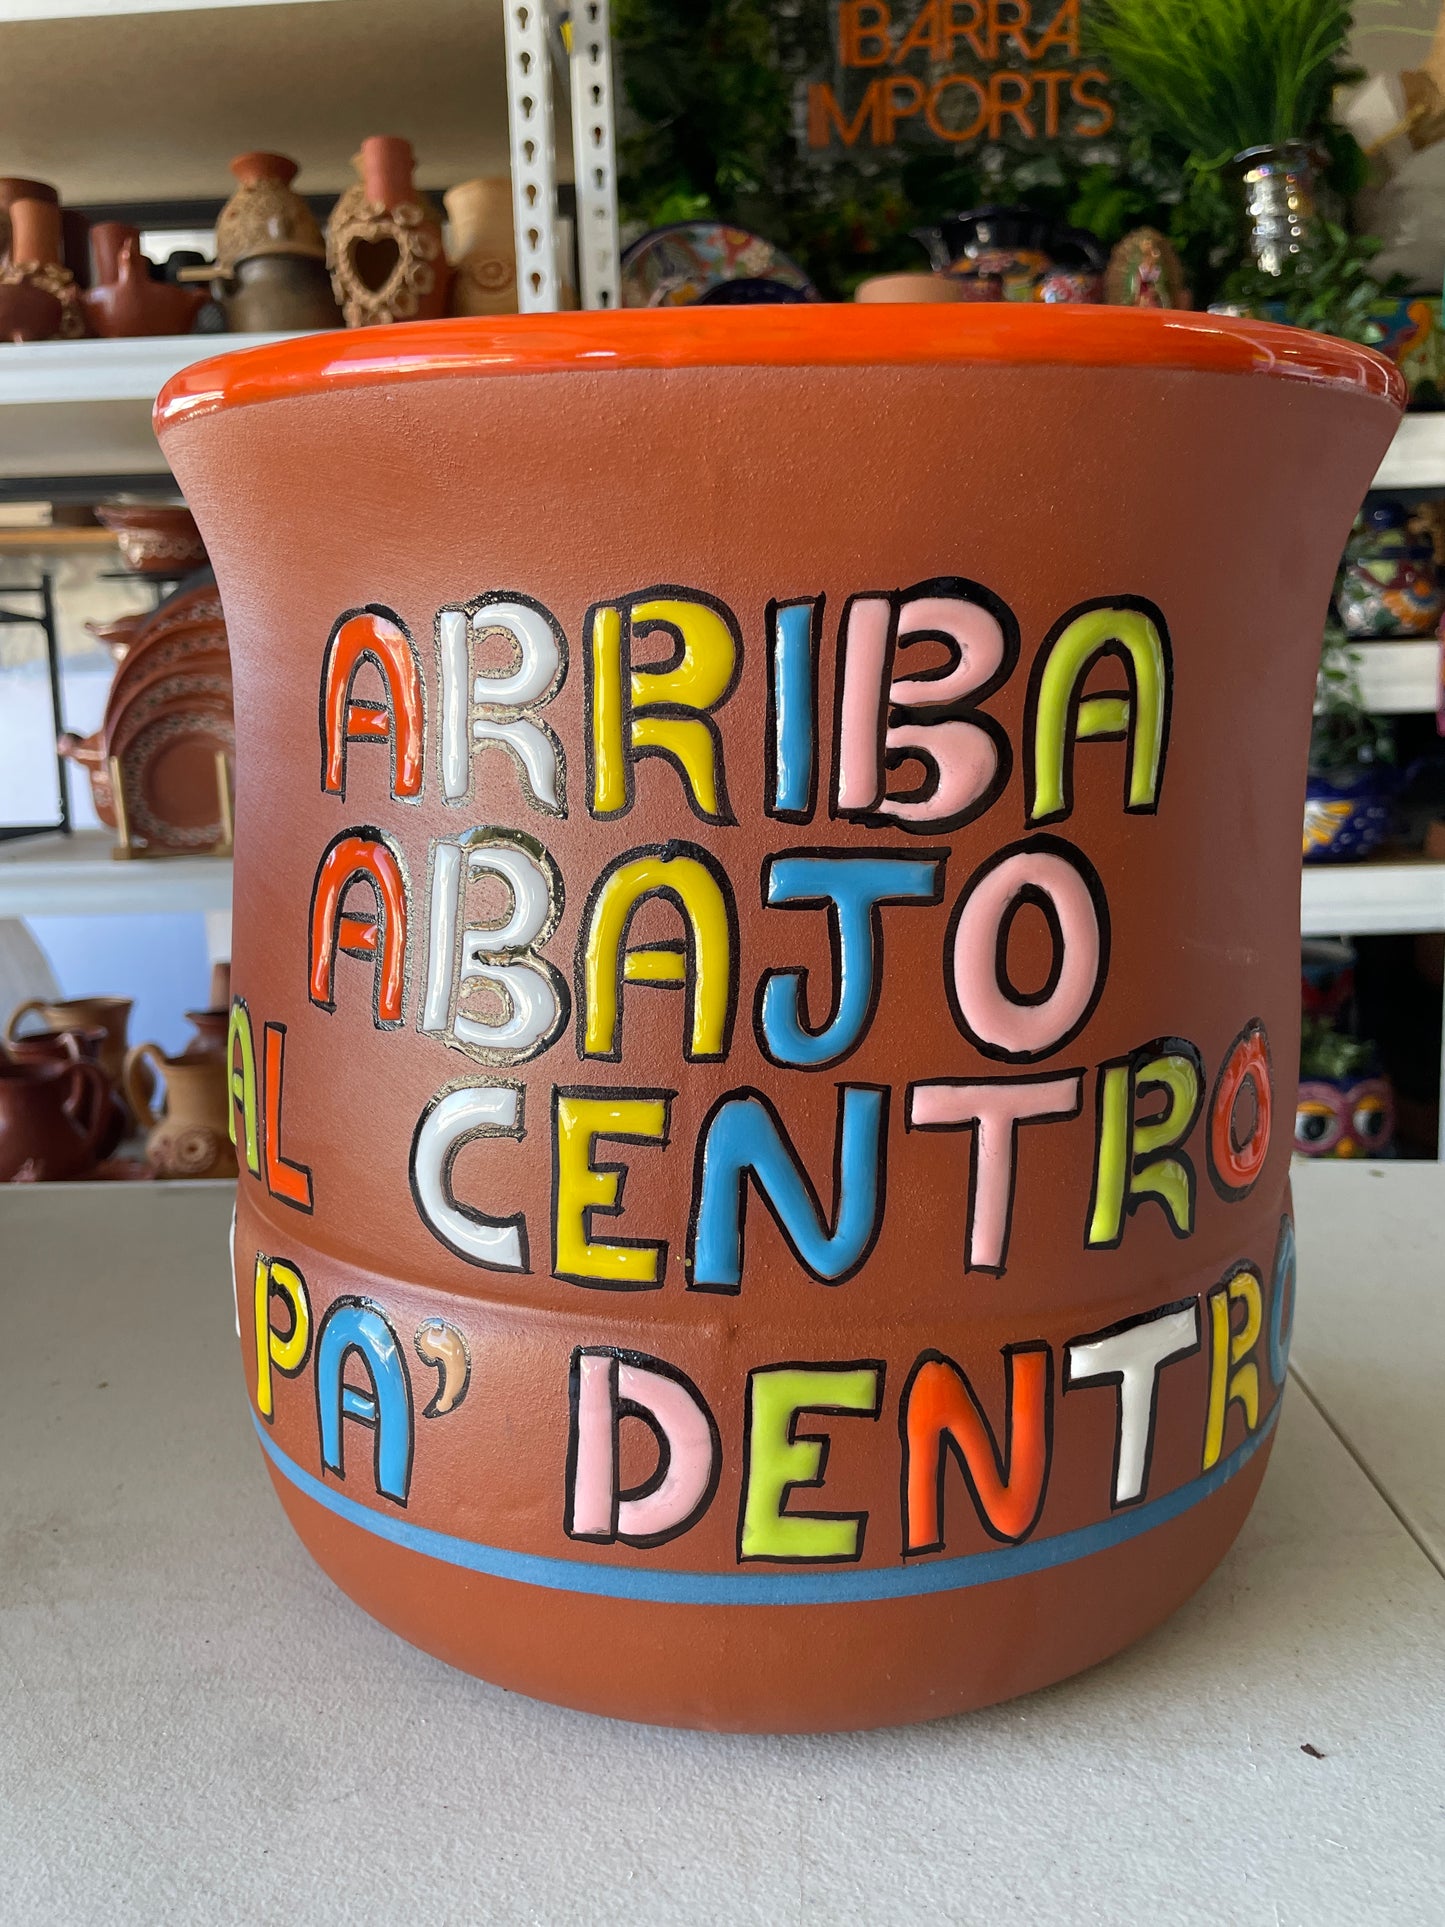 IBARRA
IMPORTS
ARRIBA
ABAJO
AL CENTRO
PA' DENTRO